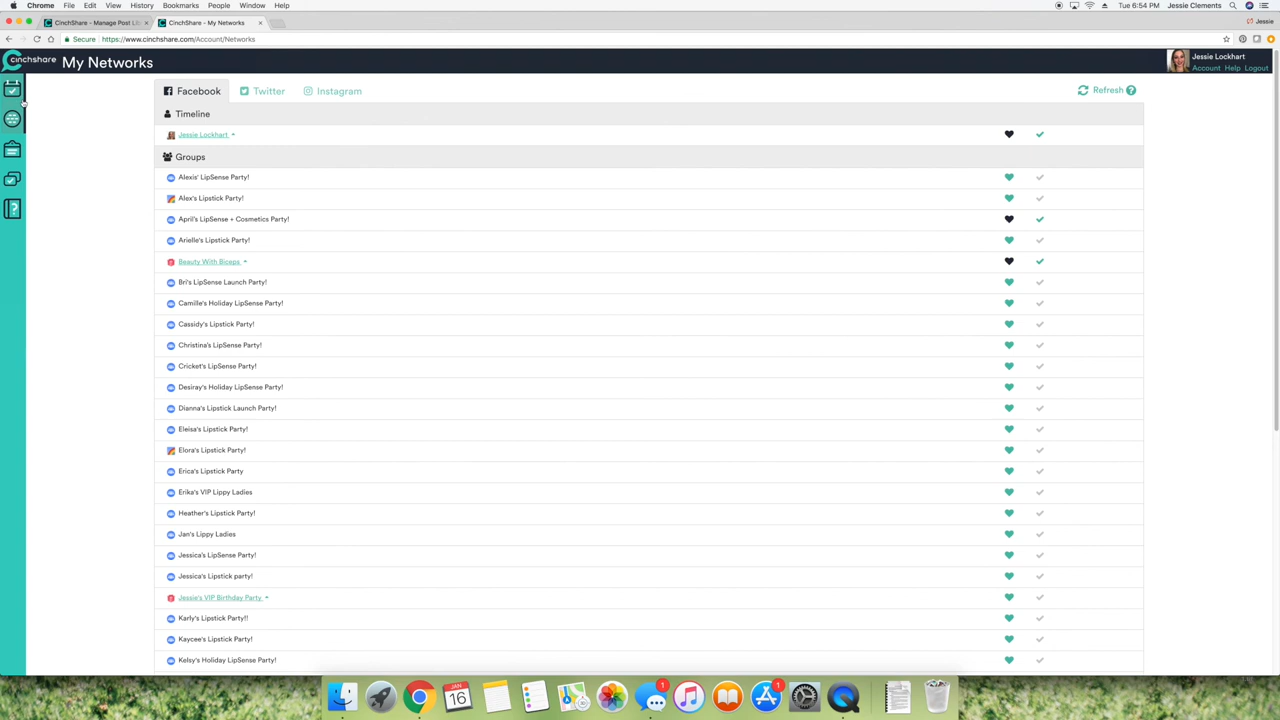 Chrome File Edit View History Bookmarks People Window Help
Tue 6:54 PM Jessie Clements
CinchShare - Manage Post Lib
CinchShare - My Networks
Jessie
Secure https://www.cinchshare.com/Account/Networks
cinchshare My Networks
Jessie Lockhart
Account Help Logout
Facebook Twitter Instagram Refresh
Timeline
Jessie Lockhart
Groups
Alexis' LipSense Party!
Alex's Lipstick Party!
April's LipSense + Cosmetics Party!
Arielle's Lipstick Party!
Beauty With Biceps
Bri's LipSense Launch Party!
Camille's Holiday LipSense Party!
Cassidy's Lipstick Party!
Christina's LipSense Party!
Cricket's LipSense Party!
Desiray's Holiday LipSense Party!
Dianna's Lipstick Launch Party!
Eleisa's Lipstick Party!
Elora's Lipstick Party!
Erica's Lipstick Party
Erika's VIP Lippy Ladies
Heather's Lipstick Party!
Jan's Lippy Ladies
Jessica's LipSense Party!
Jessica's Lipstick party!
Jessie's VIP Birthday Party
Karly's Lipstick Party!!
Kaycee's Lipstick Party!
Kelsy's Holiday LipSense Party!
JAN
16
1
1